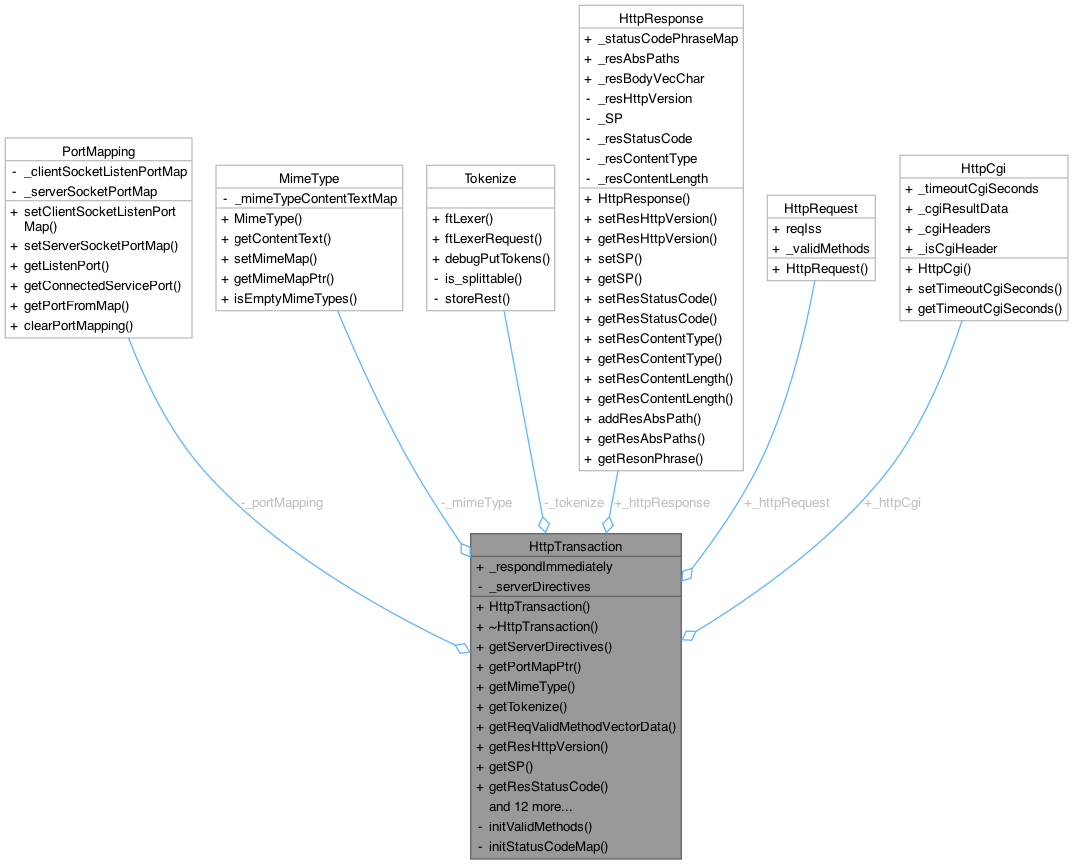 PortMapping
- _clientSocketListenPortMap
- _serverSocketPortMap
+ setClientSocketListenPort
Map()
+ setServerSocketPortMap()
+ getListenPort()
+ getConnectedServicePort()
+ getPortFromMap()
+ clearPortMapping()
MimeType
- _mimeTypeContentTextMap
+ MimeType()
+ getContentText()
+ setMimeMap()
+ getMimeMapPtr()
+ isEmptyMimeTypes()
Tokenize
+ ftLexer()
+ ftLexerRequest()
+ debugPutTokens()
- is_splittable()
- storeRest()
HttpResponse
+ _statusCodePhraseMap
+ _resAbsPaths
+ _resBodyVecChar
- _resHttpVersion
- _SP
- _resStatusCode
- _resContentType
- _resContentLength
+ HttpResponse()
+ setResHttpVersion()
+ getResHttpVersion()
+ setSP()
+ getSP()
+ setResStatusCode()
+ getResStatusCode()
+ setResContentType()
+ getResContentType()
+ setResContentLength()
+ getResContentLength()
+ addResAbsPath()
+ getResAbsPaths()
+ getResonPhrase()
HttpRequest
+ reqIss
+ _validMethods
+ HttpRequest()
HttpCgi
+ _timeoutCgiSeconds
+ _cgiResultData
+ _cgiHeaders
+ _isCgiHeader
+ HttpCgi()
+ setTimeoutCgiSeconds()
+ getTimeoutCgiSeconds()
-_portMapping
-_mimeType
-_tokenize
+_httpResponse
+_httpRequest
+_httpCgi
HttpTransaction
+ _respondImmediately
- _serverDirectives
+ HttpTransaction()
+ ~HttpTransaction()
+ getServerDirectives()
+ getPortMapPtr()
+ getMimeType()
+ getTokenize()
+ getReqValidMethodVectorData()
+ getResHttpVersion()
+ getSP()
+ getResStatusCode()
and 12 more...
- initValidMethods()
- initStatusCodeMap()